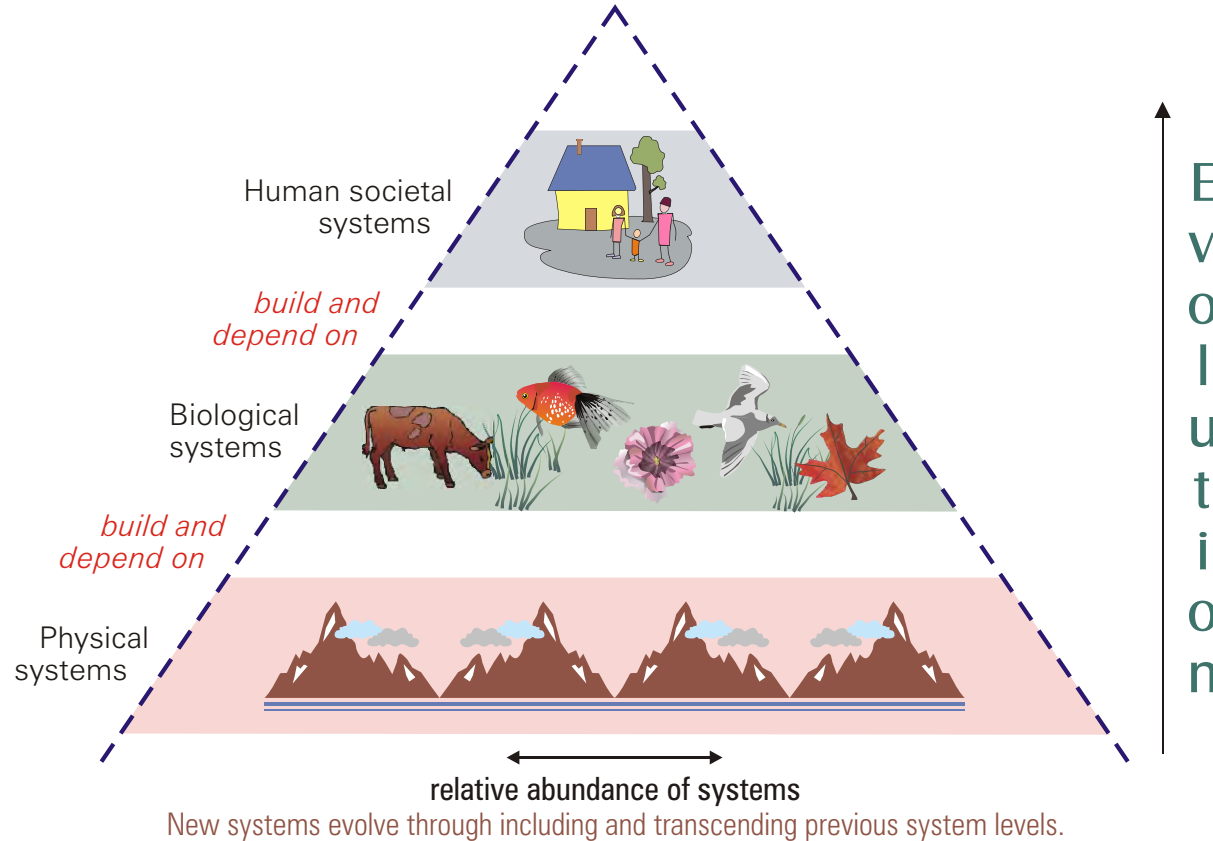 Human societal
systems
build and
depend on
Biological
systems
build and
depend on
Physical
systems
relative abundance of systems
New systems evolve through including and transcending previous system levels.
Evolution